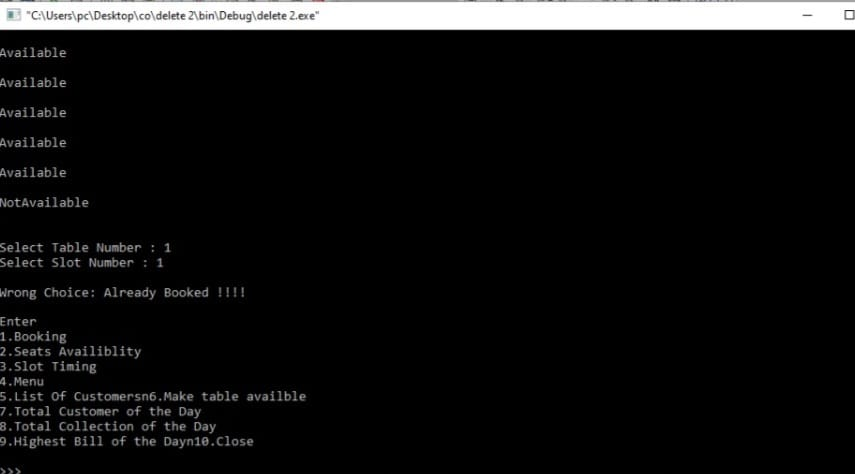 "C:\Users\pc\Desktop\co\delete 2\bin\Debug\delete 2.exe"
Available
Available
Available
Available
Available
NotAvailable
Select Table Number : 1
Select Slot Number : 1
Wrong Choice: Already Booked !!!!
Enter
1.Booking
2.Seats Availiblity
3.Slot Timing
4.Menu
5.List Of Customersn6.Make table availble
7.Total Customer of the Day
8.Total Collection of the Day
9.Highest Bill of the Dayn10.Close
>>>